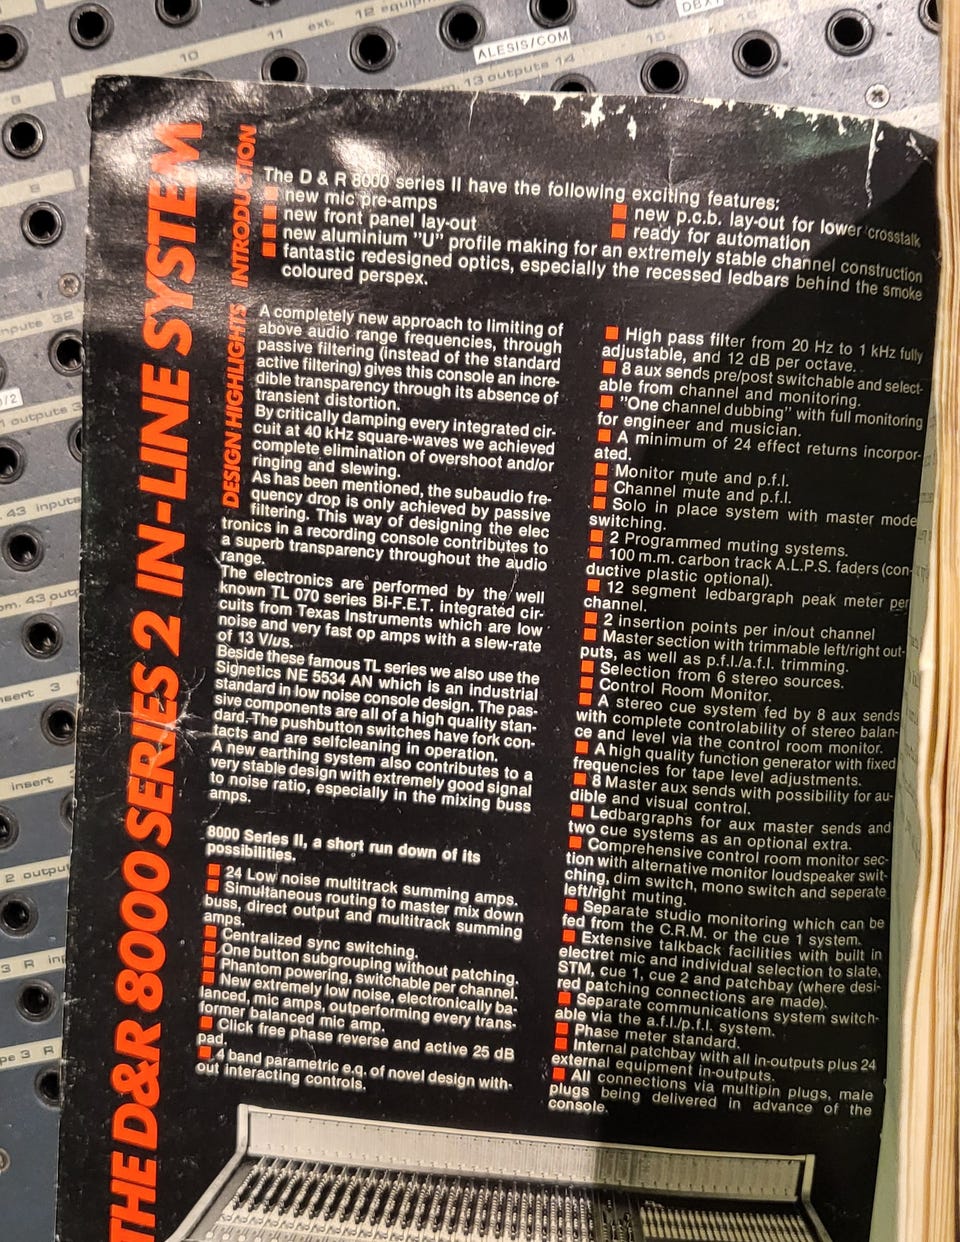 10
11 ext.
12 equip
ALESIS/COM
DBX1
13 outputs 14
15
16
8
THE D&R 8000 SERIES 2 IN-LINE SYSTEM
INTRODUCTION
The D & R 8000 series II have the following exciting features:
new mic pre-amps
new front panel lay-out
new p.c.b. lay-out for lower crosstalk
ready for automation
new aluminium "U" profile making for an extremely stable channel construction
fantastic redesigned optics, especially the recessed ledbars behind the smoke
coloured perspex.
DESIGN HIGHLIGHTS
A completely new approach to limiting of
above audio range frequencies, through
passive filtering (instead of the standard
active filtering) gives this console an incre-
dible transparency through its absence of
transient distortion.
By critically damping every integrated cir-
cuit at 40 kHz square-waves we achieved
complete elimination of overshoot and/or
ringing and slewing.
As has been mentioned, the subaudio fre-
quency drop is only achieved by passive
filtering. This way of designing the elec
tronics in a recording console contributes to
a superb transparency throughout the audio
range.
The electronics are performed by the well
known TL 070 series Bi-F.E.T. integrated cir-
cuits from Texas Instruments which are low
noise and very fast op amps with a slew-rate
of 13 V/us.
Beside these famous TL series we also use the
Signetics NE 5534 AN which is an industrial
standard in low noise console design. The pas-
sive components are all of a high quality stan-
dard. The pushbutton switches have fork con-
tacts and are selfcleaning in operation.
A new earthing system also contributes to a
very stable design with extremely good signal
to noise ratio, especially in the mixing buss
amps.
8000 Series II, a short run down of its
possibilities.
24 Low noise multitrack summing amps.
Simultaneous routing to master mix down
buss, direct output and multitrack summing
amps.
Centralized sync switching.
One button subgrouping without patching.
Phantom powering, switchable per channel.
New extremely low noise, electronically ba-
lanced, mic amps, outperforming every trans-
former balanced mic amp.
Click free phase reverse and active 25 dB
pad.
4 band parametric e.q. of novel design with-
out interacting controls.
High pass filter from 20 Hz to 1 kHz fully
adjustable, and 12 dB per octave.
8 aux sends pre/post switchable and select-
able from channel and monitoring.
"One channel dubbing" with full monitoring
for engineer and musician.
A minimum of 24 effect returns incorpor-
ated.
Monitor mute and p.f.l.
Channel mute and p.f.l.
Solo in place system with master mode
switching.
2 Programmed muting systems.
100 m.m. carbon track A.L.P.S. faders (con-
ductive plastic optional).
12 segment ledbargraph peak meter per
channel.
2 insertion points per in/out channel
Master section with trimmable left/right out-
puts, as well as p.f.l./a.f.l. trimming.
Selection from 6 stereo sources.
Control Room Monitor.
A stereo cue system fed by 8 aux sends
with complete controlability of stereo balan-
ce and level via the control room monitor.
A high quality function generator with fixed
frequencies for tape level adjustments.
8 Master aux sends with possibility for au-
dible and visual control.
Ledbargraphs for aux master sends and
two cue systems as an optional extra.
Comprehensive control room monitor sec-
tion with alternative monitor loudspeaker swit-
ching, dim switch, mono switch and seperate
left/right muting.
Separate studio monitoring which can be
fed from the C.R.M. or the cue 1 system.
Extensive talkback facilities with built in
electret mic and individual selection to slate,
STM, cue 1, cue 2 and patchbay (where desi-
red patching connections are made).
Separate communications system switch-
able via the a.f.l./p.f.l. system.
Phase meter standard.
Internal patchbay with all in-outputs plus 24
external equipment in-outputs.
All connections via multipin plugs, male
plugs being delivered in advance of the
console.
43 inputs
43 outp
insert 3
insert
2 output
3 R inp
3 R